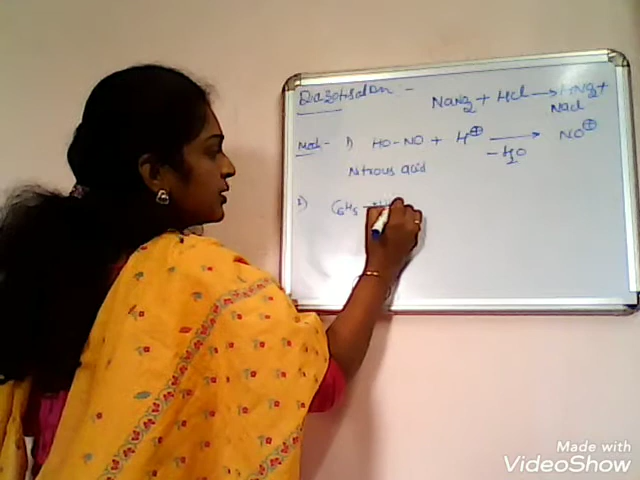 Diazotisation -
NaNO2 + HCl → HNO2 +
NaCl
Mech - 1) HO-NO + H⊕ → NO⊕
-H2O
Nitrous acid
2) C6H5 -
Made with
VideoShow